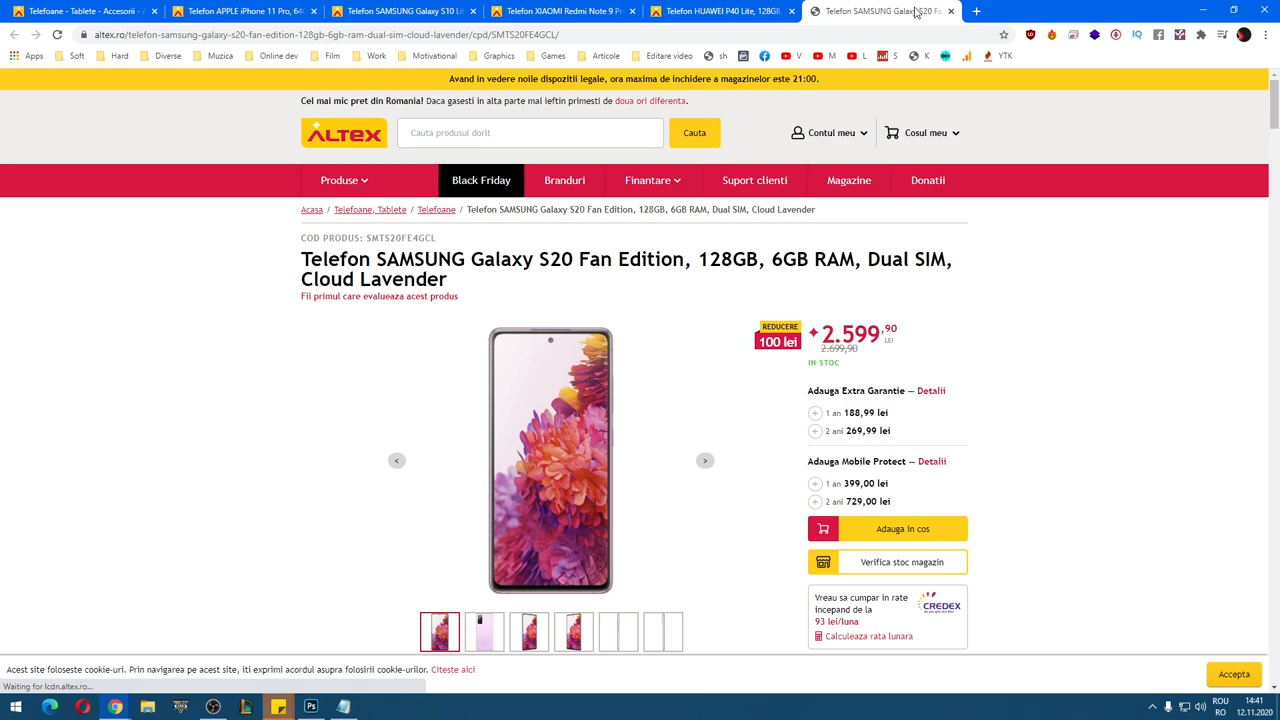 Telefoane - Tablete - Accesorii - A
Telefon APPLE iPhone 11 Pro, 64
Telefon SAMSUNG Galaxy S10 Lit
Telefon XIAOMI Redmi Note 9 Pr
Telefon HUAWEI P40 Lite, 128GB,
Telefon SAMSUNG Galaxy S20 Fa
altex.ro/telefon-samsung-galaxy-s20-fan-edition-128gb-6gb-ram-dual-sim-cloud-lavender/cpd/SMTS20FE4GCL/
Apps Soft Hard Diverse Muzica Online dev Film Work Motivational Graphics Games Articole Editare video sh V M L S K YTK
Avand in vedere noile dispozitii legale, ora maxima de inchidere a magazinelor este 21:00.
Cel mai mic pret din Romania! Daca gasesti in alta parte mai ieftin primesti de doua ori diferenta.
ALTEX
Cauta produsul dorit
Cauta
Contul meu
Cosul meu
Produse
Black Friday
Branduri
Finantare
Suport clienti
Magazine
Donatii
Acasa / Telefoane, Tablete / Telefoane / Telefon SAMSUNG Galaxy S20 Fan Edition, 128GB, 6GB RAM, Dual SIM, Cloud Lavender
COD PRODUS: SMTS20FE4GCL
Telefon SAMSUNG Galaxy S20 Fan Edition, 128GB, 6GB RAM, Dual SIM,
Cloud Lavender
Fii primul care evalueaza acest produs
REDUCERE
100 lei
2.599,90
LEI
2.699,90
IN STOC
Adauga Extra Garantie — Detalii
1 an 188,99 lei
2 ani 269,99 lei
Adauga Mobile Protect — Detalii
1 an 399,00 lei
2 ani 729,00 lei
Adauga in cos
Verifica stoc magazin
Vreau sa cumpar in rate
incepand de la
93 lei/luna
CREDEX
Calculeaza rata lunara
< >
Acest site foloseste cookie-uri. Prin navigarea pe acest site, iti exprimi acordul asupra folosirii cookie-urilor. Citeste aici
Accepta
Waiting for lcdn.altex.ro...
ROU
RO
14:41
12.11.2020